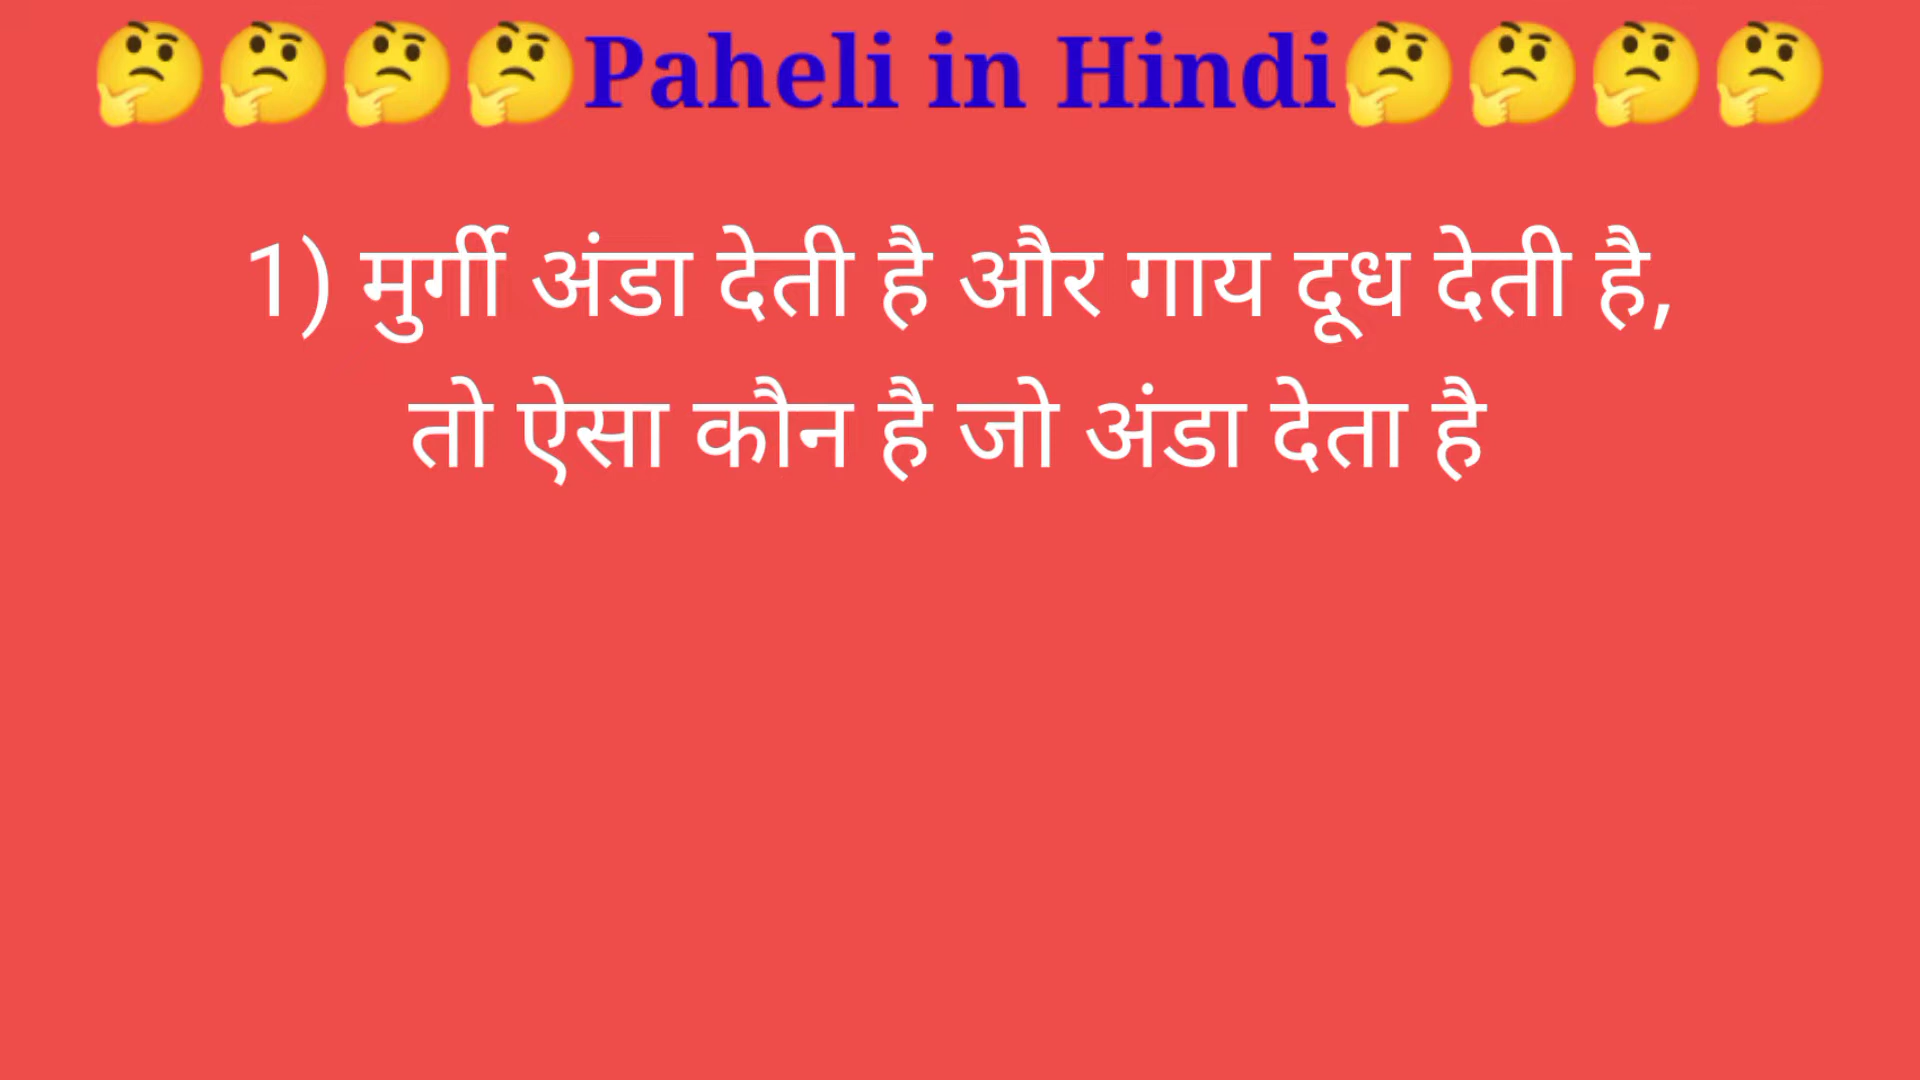 🤔🤔🤔🤔Paheli in Hindi🤔🤔🤔🤔
1) मुर्गी अंडा देती है और गाय दूध देती है,
तो ऐसा कौन है जो अंडा देता है